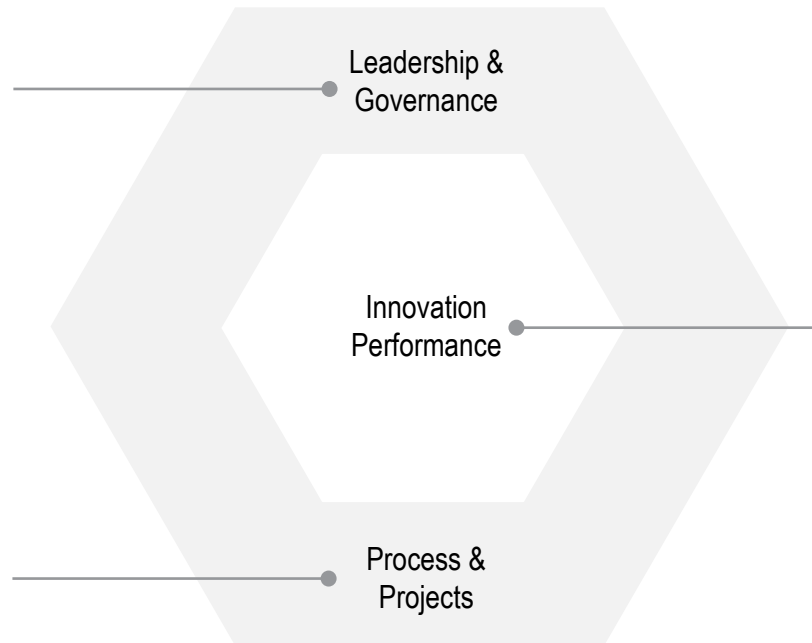 Leadership &
Governance
Innovation
Performance
Process &
Projects